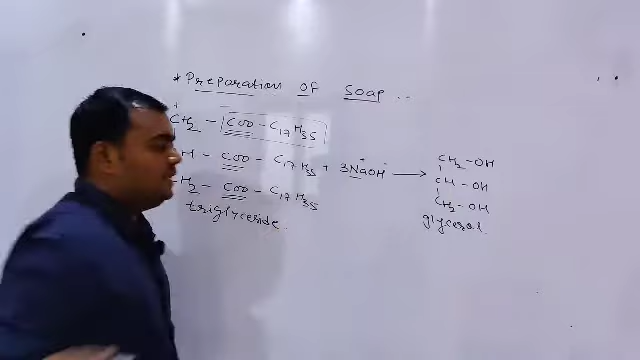 * Preparation of Soap ..
CH2 - COO - C17H35
H - COO - C17H35 + 3NaOH → CH2 - OH
CH2 - COO - C17H35
CH - OH
CH2 - OH
triglyceride
glycerol